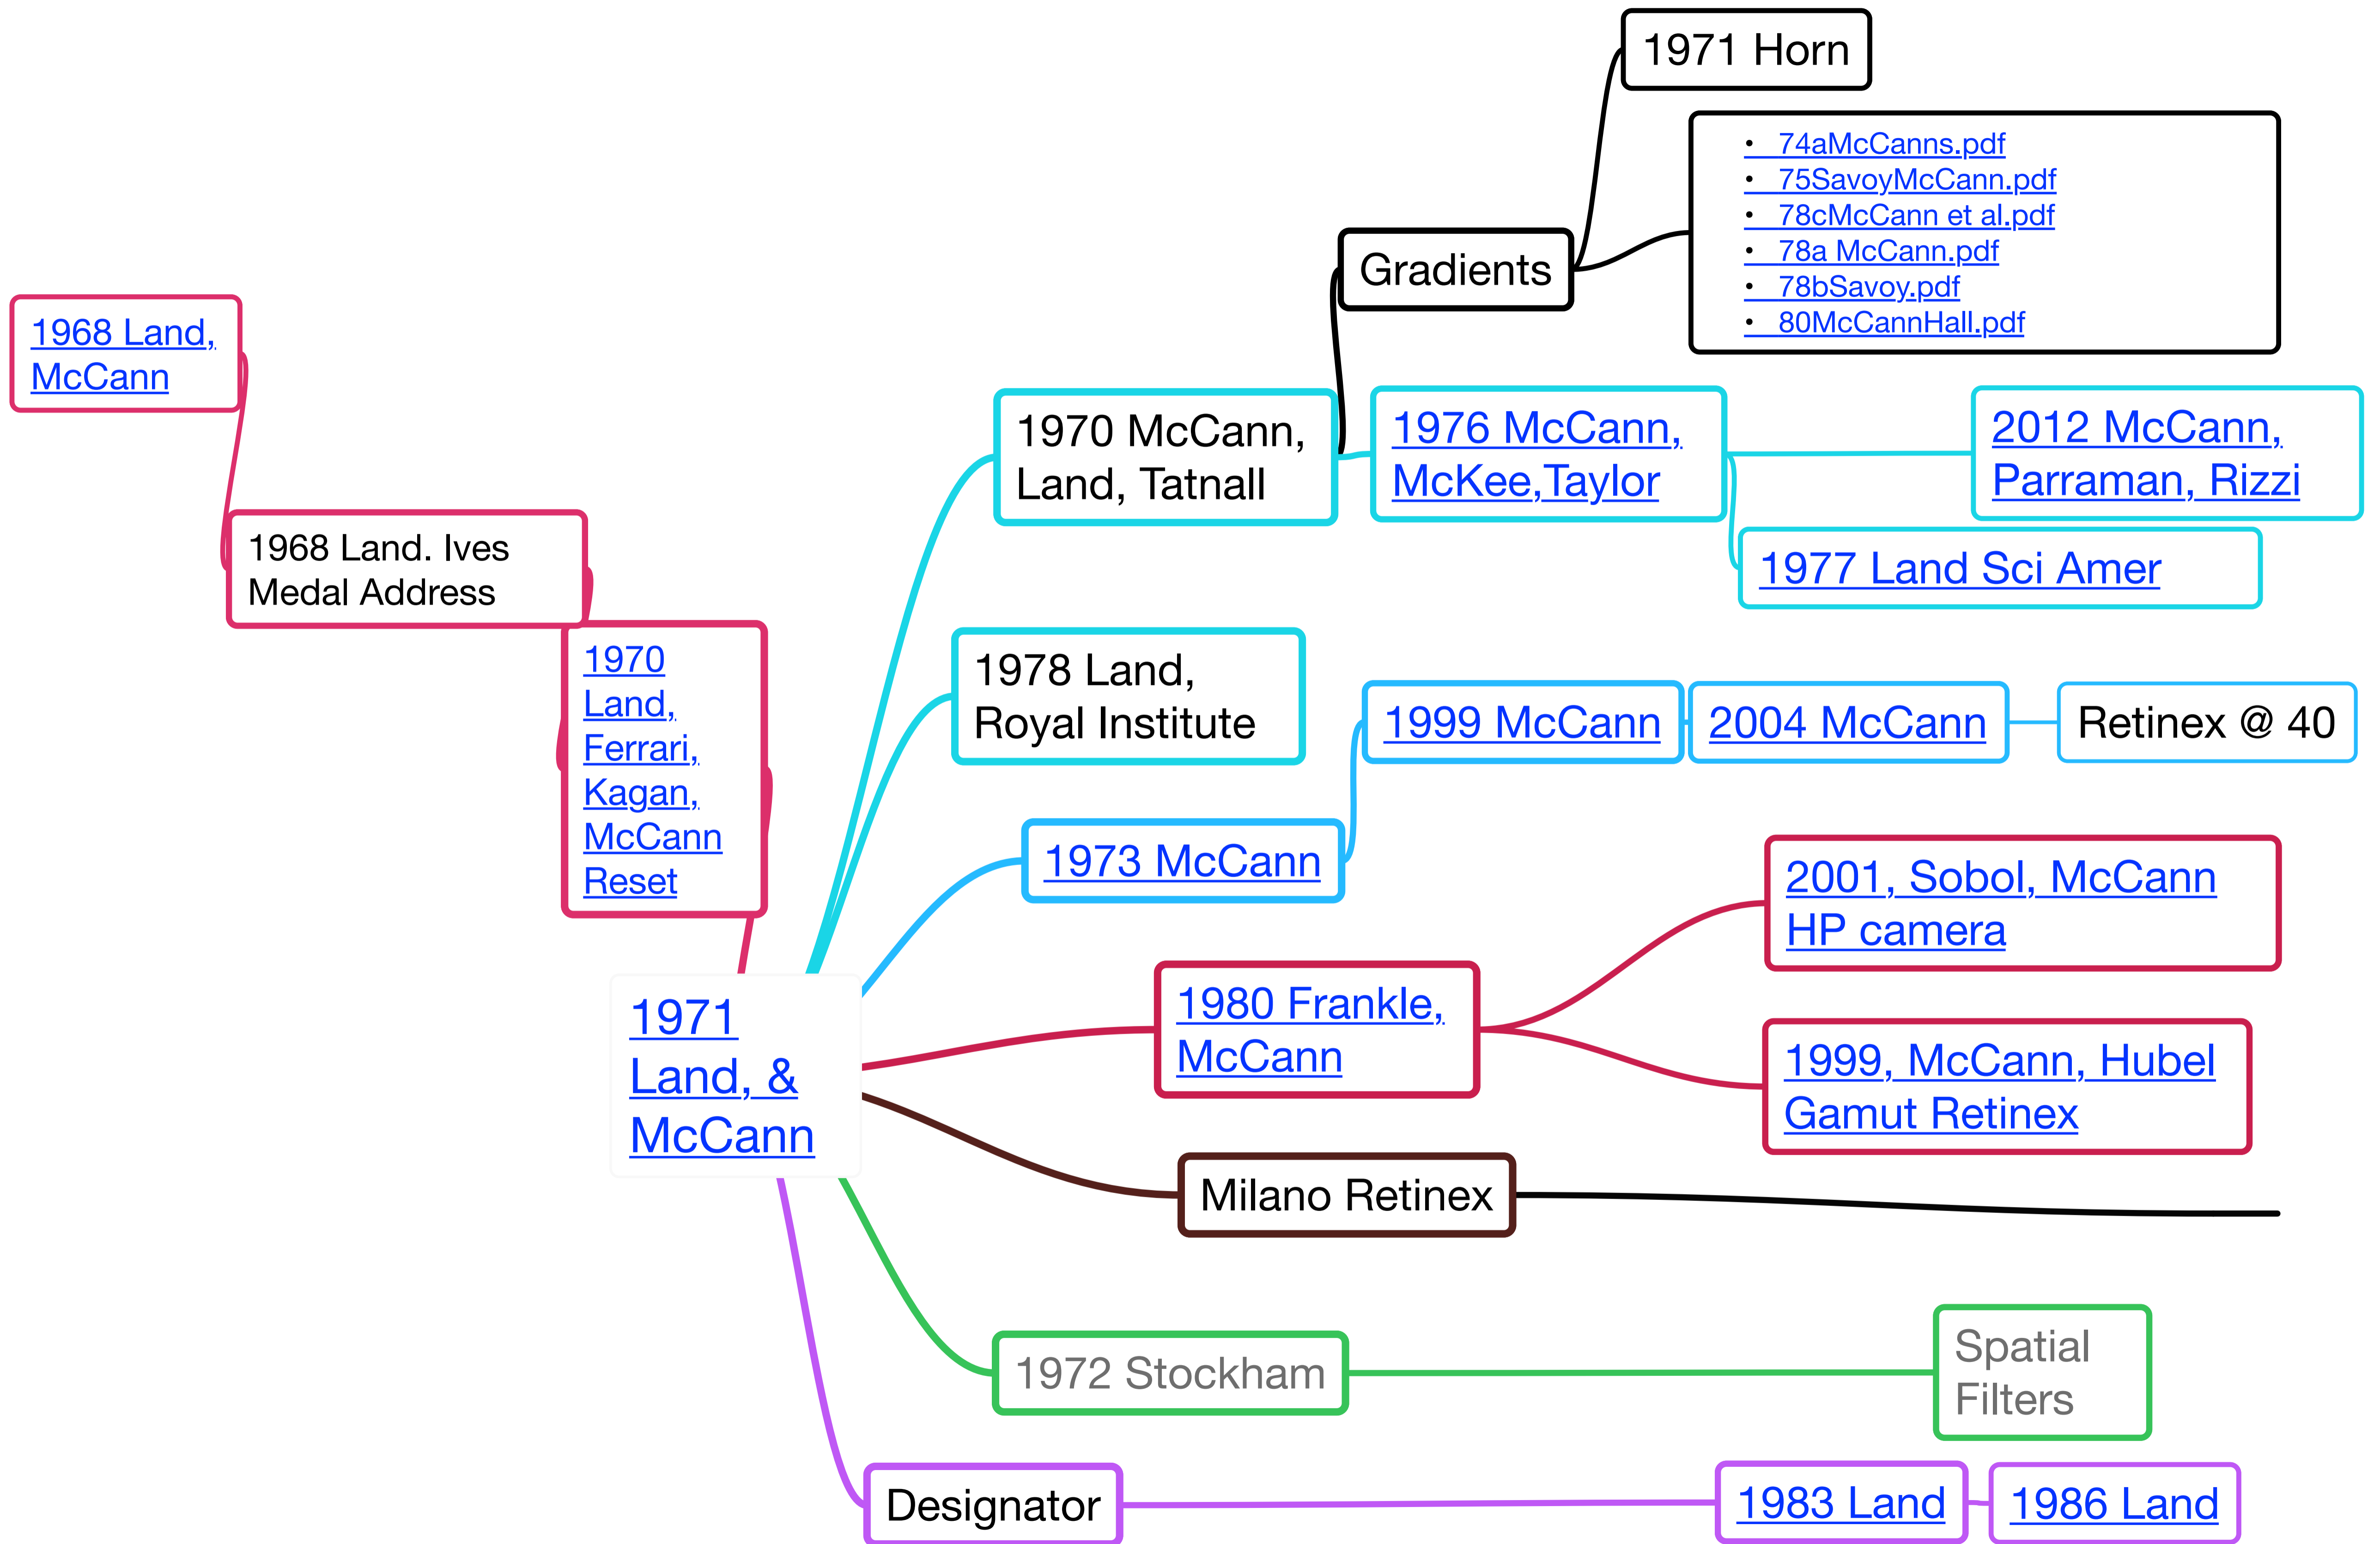 1971 Horn
• 74aMcCanns.pdf
• 75SavoyMcCann.pdf
• 78cMcCann et al.pdf
• 78a McCann.pdf
• 78bSavoy.pdf
• 80McCannHall.pdf
Gradients
1968 Land,
McCann
1970 McCann,
Land, Tatnall
1976 McCann,
McKee,Taylor
2012 McCann,
Parraman, Rizzi
1977 Land Sci Amer
1968 Land. Ives
Medal Address
1970
Land,
Ferrari,
Kagan,
McCann
Reset
1978 Land,
Royal Institute
1999 McCann
2004 McCann
Retinex @ 40
1973 McCann
2001, Sobol, McCann
HP camera
1971
Land, &
McCann
1980 Frankle,
McCann
1999, McCann, Hubel
Gamut Retinex
Milano Retinex
1972 Stockham
Spatial
Filters
Designator
1983 Land
1986 Land